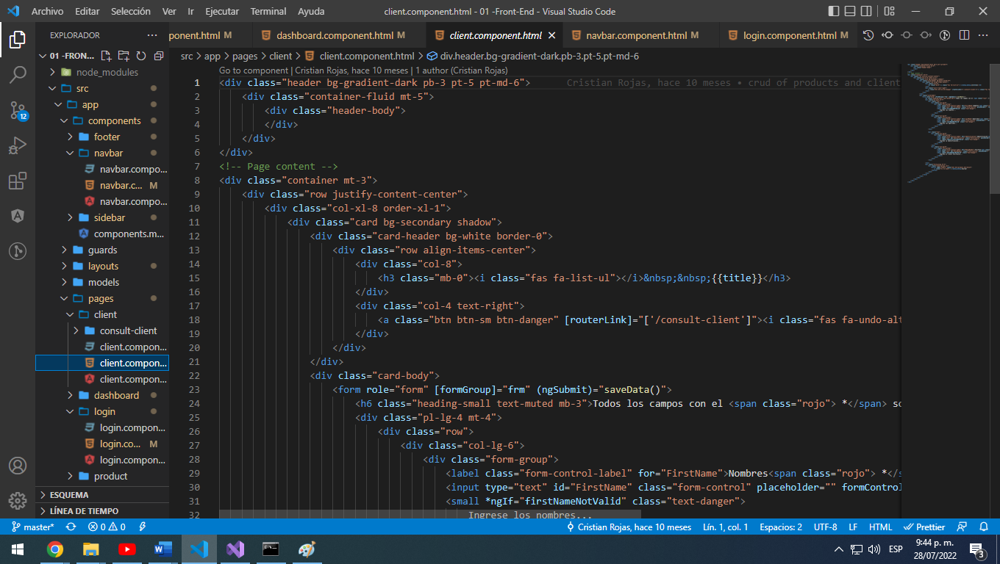 Archivo Editar Selección Ver Ir Ejecutar Terminal Ayuda client.component.html - 01 -Front-End - Visual Studio Code
EXPLORADOR ...
ponent.html M dashboard.component.html M client.component.html navbar.component.html M login.component.html M
01 -FRON...
src > app > pages > client > client.component.html > div.header.bg-gradient-dark.pb-3.pt-5.pt-md-6
node_modules
src
app
components
footer
navbar
navbar.compo...
navbar.c... M
navbar.compo...
sidebar
components.m...
guards
layouts
models
pages
client
consult-client
client.compon...
client.compon...
client.compon...
dashboard
login
login.compon...
login.co... M
login.compon...
product
ESQUEMA
LÍNEA DE TIEMPO
12
Go to component | Cristian Rojas, hace 10 meses | 1 author (Cristian Rojas)
1 <div class="header bg-gradient-dark pb-3 pt-5 pt-md-6"> Cristian Rojas, hace 10 meses • crud of products and client
2 <div class="container-fluid mt-5">
3 <div class="header-body">
4 </div>
5 </div>
6 </div>
7 <!-- Page content -->
8 <div class="container mt-3">
9 <div class="row justify-content-center">
10 <div class="col-xl-8 order-xl-1">
11 <div class="card bg-secondary shadow">
12 <div class="card-header bg-white border-0">
13 <div class="row align-items-center">
14 <div class="col-8">
15 <h3 class="mb-0"><i class="fas fa-list-ul"></i>&nbsp;&nbsp;{{title}}</h3>
16 </div>
17 <div class="col-4 text-right">
18 <a class="btn btn-sm btn-danger" [routerLink]="['/consult-client']"><i class="fas fa-undo-alt
19 </div>
20 </div>
21 </div>
22 <div class="card-body">
23 <form role="form" [formGroup]="frm" (ngSubmit)="saveData()">
24 <h6 class="heading-small text-muted mb-3">Todos los campos con el <span class="rojo"> *</span> so
25 <div class="pl-lg-4 mt-4">
26 <div class="row">
27 <div class="col-lg-6">
28 <div class="form-group">
29 <label class="form-control-label" for="FirstName">Nombres<span class="rojo"> *</s
30 <input type="text" id="FirstName" class="form-control" placeholder="" formControl
31 <small *ngIf="firstNameNotValid" class="text-danger">
32 Ingrese los nombres...
master* 0 0 Cristian Rojas, hace 10 meses Lín. 1, col. 1 Espacios: 2 UTF-8 LF HTML Prettier
ESP 9:44 p. m.
28/07/2022 3